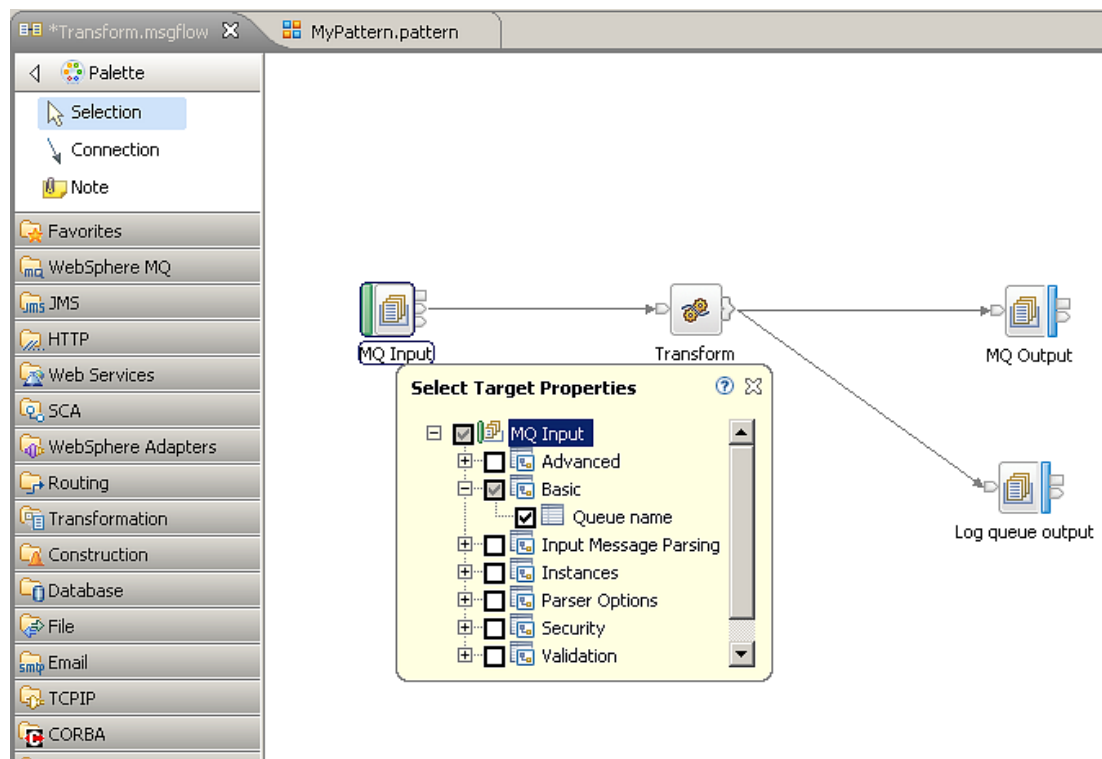 *Transform.msgflow
MyPattern.pattern
Palette
Selection
Connection
Note
Favorites
WebSphere MQ
JMS
HTTP
Web Services
SCA
WebSphere Adapters
Routing
Transformation
Construction
Database
File
Email
TCPIP
CORBA
MQ Input
Transform
MQ Output
Log queue output
Select Target Properties
MQ Input
Advanced
Basic
Queue name
Input Message Parsing
Instances
Parser Options
Security
Validation